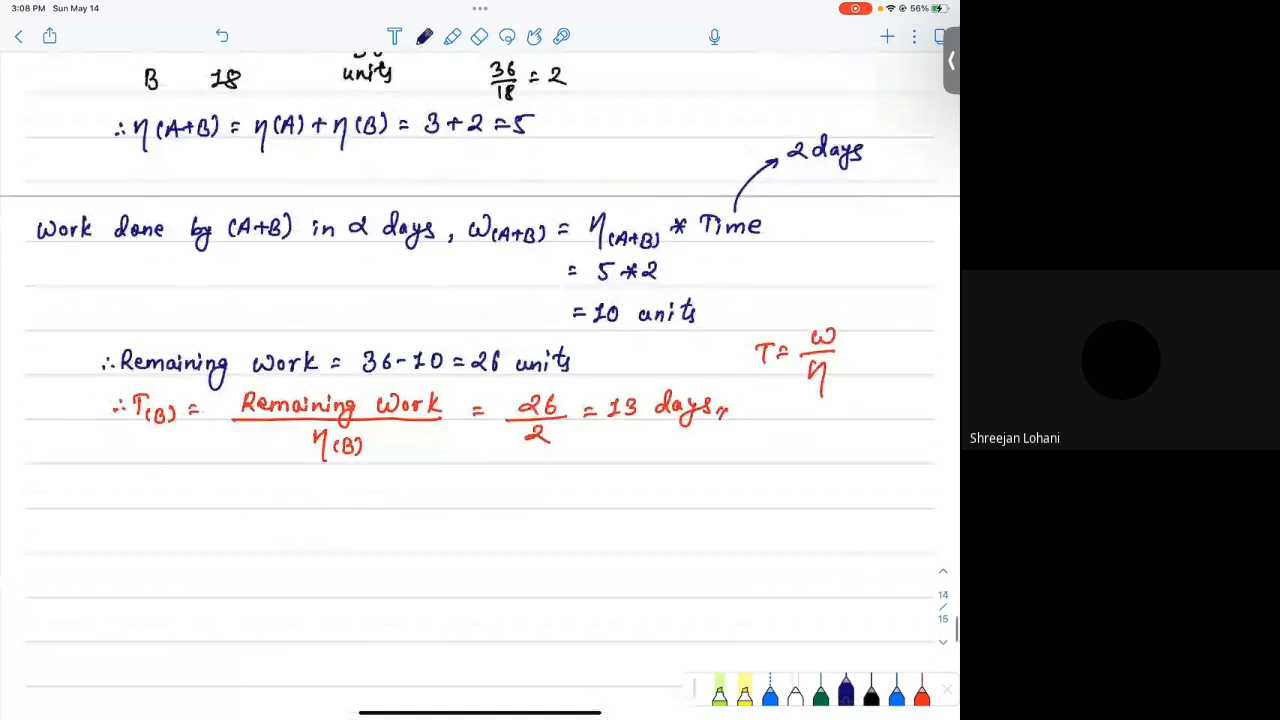 3:08 PM Sun May 14
56%
units
B 18 36/18 = 2
∴ η(A+B) = η(A) + η(B) = 3 + 2 = 5
2 days
Work done by (A+B) in 2 days, W(A+B) = η(A+B) * Time
= 5 * 2
= 10 units
∴ Remaining Work = 36 - 10 = 26 units
T = W/η
∴ T(B) = Remaining Work / η(B) = 26/2 = 13 days
Shreejan Lohani
14
/
15